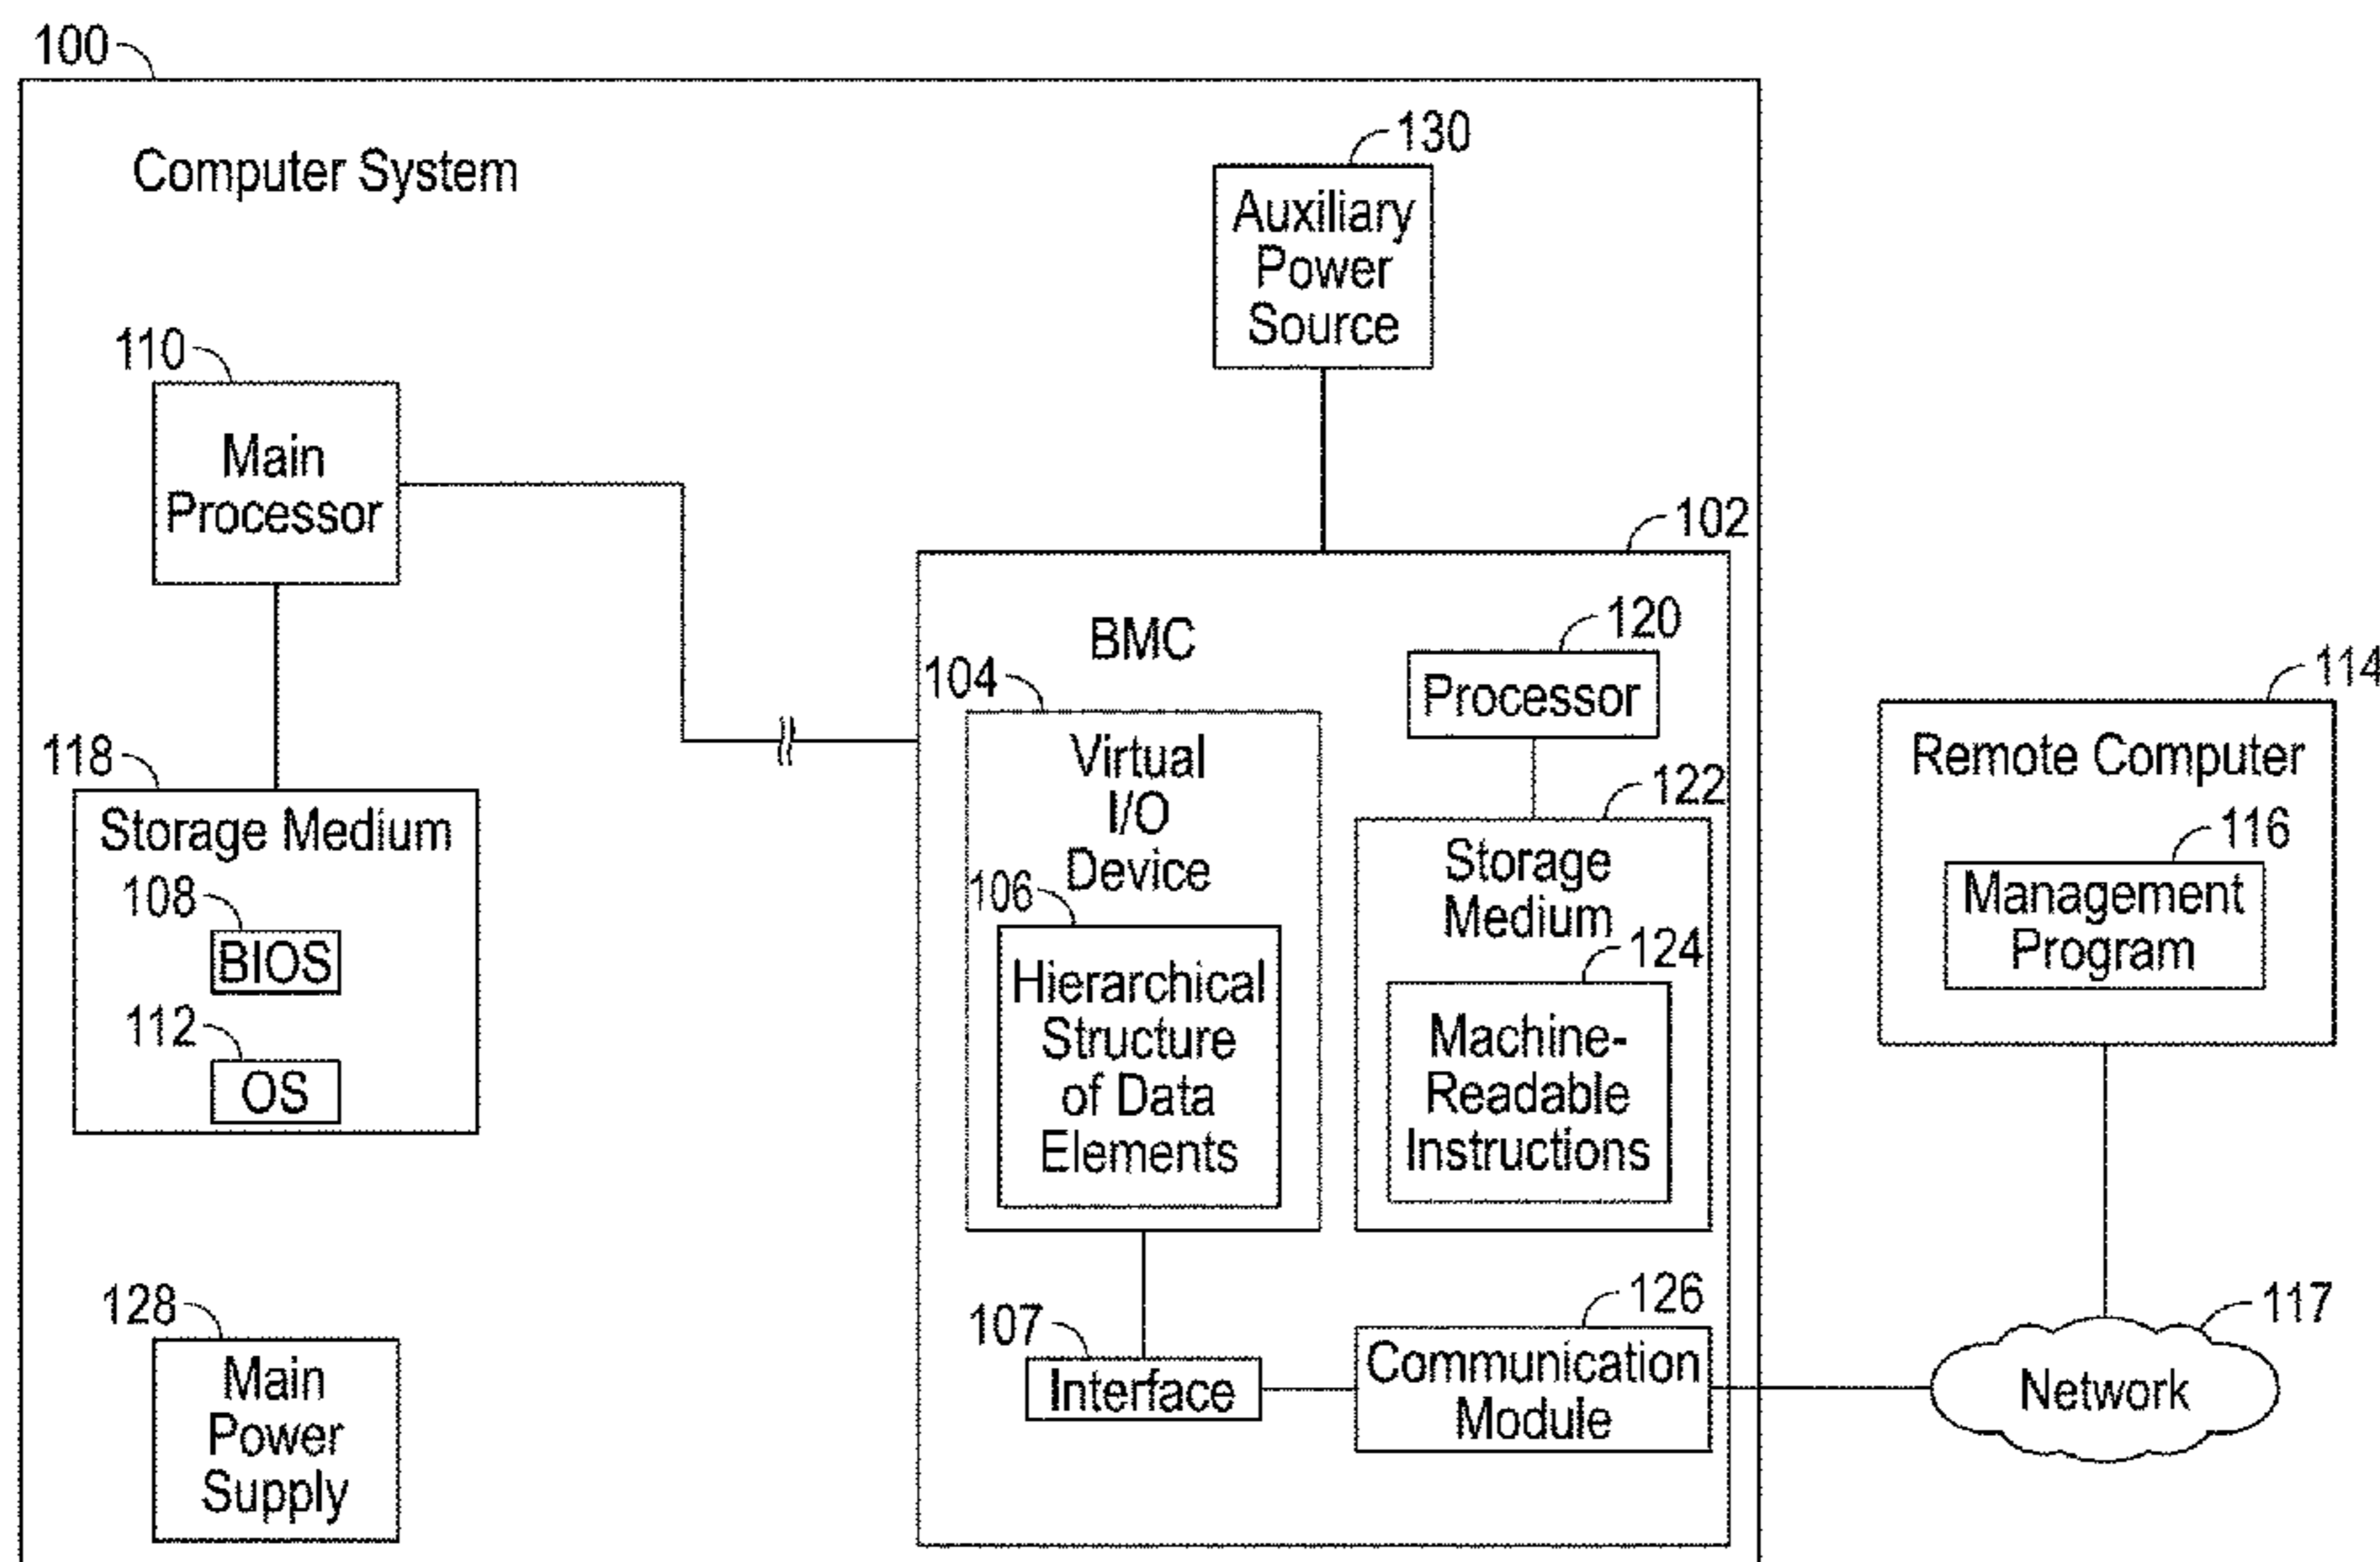 100
Computer System
130
Auxiliary
Power
Source
110
Main
Processor
102
BMC
120
Processor
104
Virtual
I/O
Device
106
Hierarchical
Structure
of Data
Elements
122
Storage
Medium
124
Machine-
Readable
Instructions
114
Remote Computer
116
Management
Program
118
Storage Medium
108
BIOS
112
OS
128
Main
Power
Supply
107
Interface
126
Communication
Module
117
Network